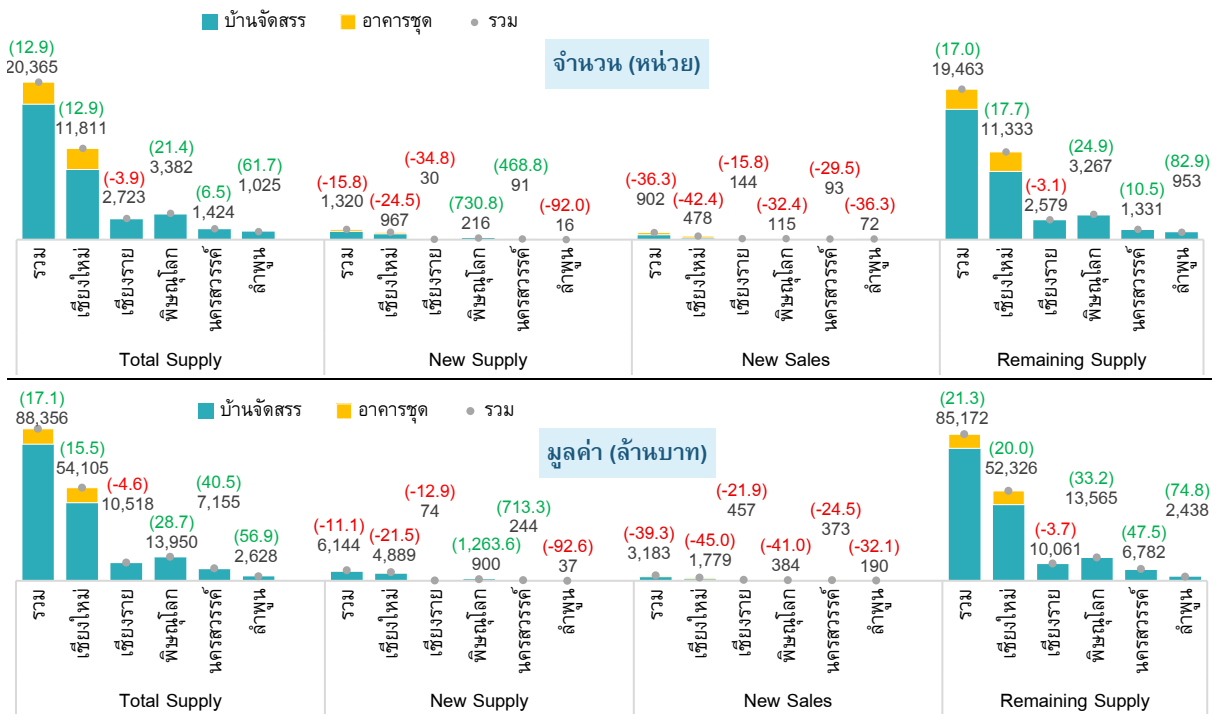 บ้านจัดสรร อาคารชุด รวม
จำนวน (หน่วย)
(12.9) (12.9) (-3.9) (21.4) (6.5) (61.7)
20,365 11,811 2,723 3,382 1,424 1,025
(-15.8) (-24.5) (-34.8) (730.8) (468.8) (-92.0)
1,320 967 30 216 91 16
(-36.3) (-42.4) (-15.8) (-32.4) (-29.5) (-36.3)
902 478 144 115 93 72
(17.0) (17.7) (-3.1) (24.9) (10.5) (82.9)
19,463 11,333 2,579 3,267 1,331 953
รวม เชียงใหม่ เชียงราย พิษณุโลก นครสวรรค์ ลำพูน รวม เชียงใหม่ เชียงราย พิษณุโลก นครสวรรค์ ลำพูน รวม เชียงใหม่ เชียงราย พิษณุโลก นครสวรรค์ ลำพูน รวม เชียงใหม่ เชียงราย พิษณุโลก นครสวรรค์ ลำพูน
Total Supply New Supply New Sales Remaining Supply
บ้านจัดสรร อาคารชุด รวม
มูลค่า (ล้านบาท)
(17.1) (15.5) (-4.6) (28.7) (40.5) (56.9)
88,356 54,105 10,518 13,950 7,155 2,628
(-11.1) (-21.5) (-12.9) (1,263.6) (713.3) (-92.6)
6,144 4,889 74 900 244 37
(-39.3) (-45.0) (-21.9) (-41.0) (-24.5) (-32.1)
3,183 1,779 457 384 373 190
(21.3) (20.0) (-3.7) (33.2) (47.5) (74.8)
85,172 52,326 10,061 13,565 6,782 2,438
รวม เชียงใหม่ เชียงราย พิษณุโลก นครสวรรค์ ลำพูน รวม เชียงใหม่ เชียงราย พิษณุโลก นครสวรรค์ ลำพูน รวม เชียงใหม่ เชียงราย พิษณุโลก นครสวรรค์ ลำพูน รวม เชียงใหม่ เชียงราย พิษณุโลก นครสวรรค์ ลำพูน
Total Supply New Supply New Sales Remaining Supply